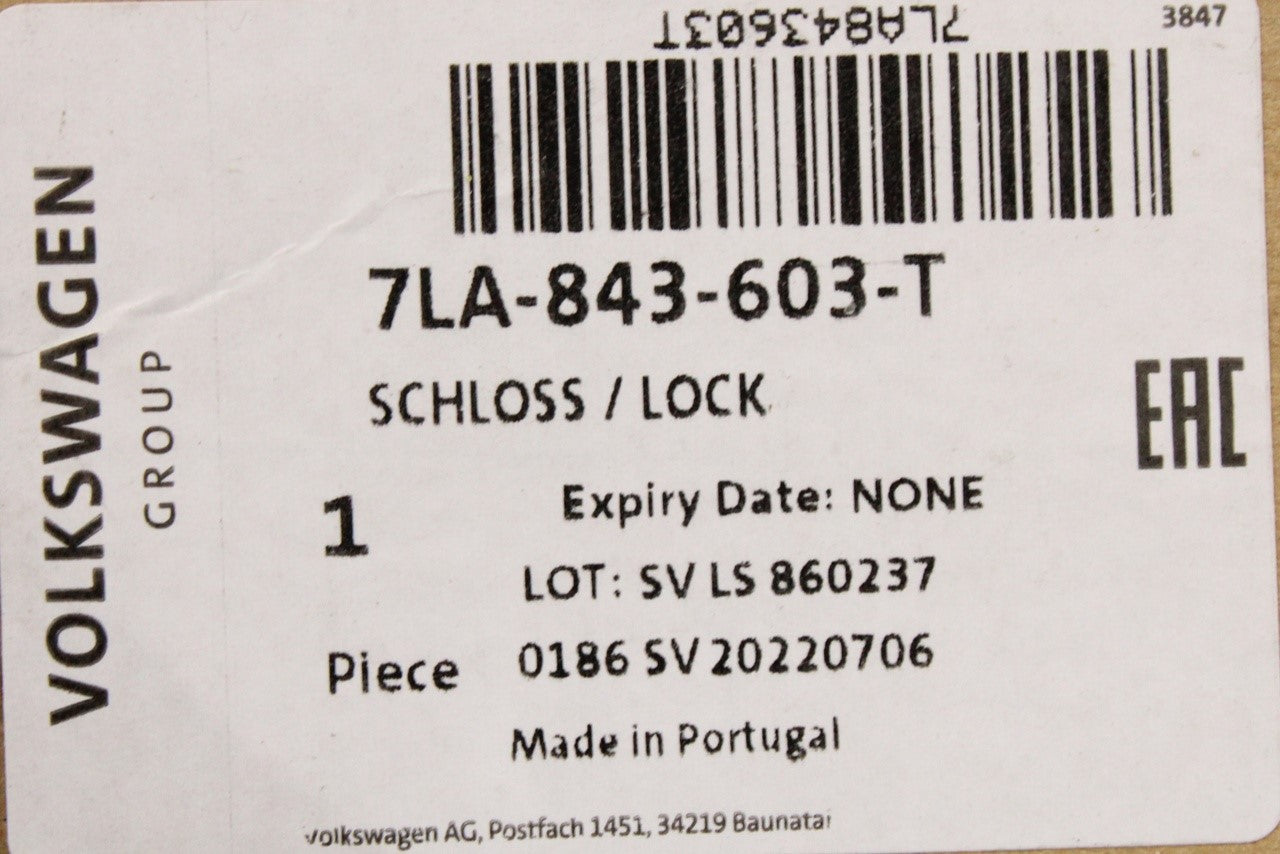 7LA843603T
3847
VOLKSWAGEN
GROUP
7LA-843-603-T
SCHLOSS / LOCK
EAC
1
Expiry Date: NONE
LOT: SV LS 860237
Piece
0186 SV 20220706
Made in Portugal
Volkswagen AG, Postfach 1451, 34219 Baunatal